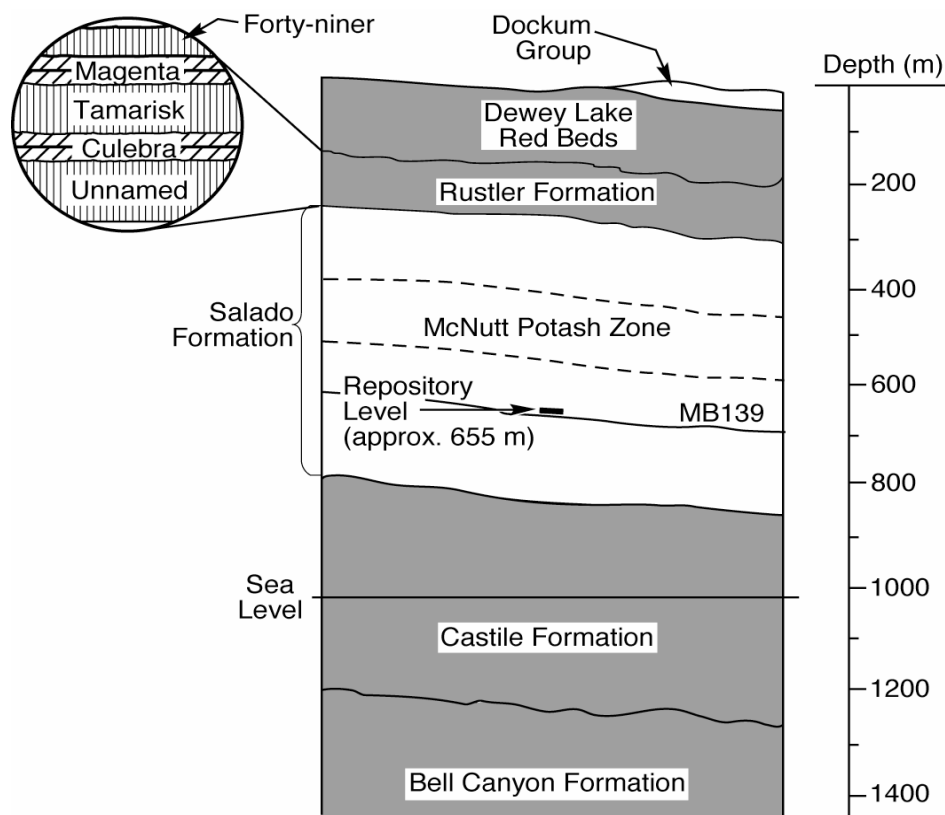 Forty-niner
Magenta
Tamarisk
Culebra
Unnamed
Dockum
Group
Depth (m)
Dewey Lake
Red Beds
Rustler Formation
200
Salado
Formation
400
McNutt Potash Zone
600
Repository
Level
(approx. 655 m)
MB139
800
Sea
Level
1000
Castile Formation
1200
Bell Canyon Formation
1400